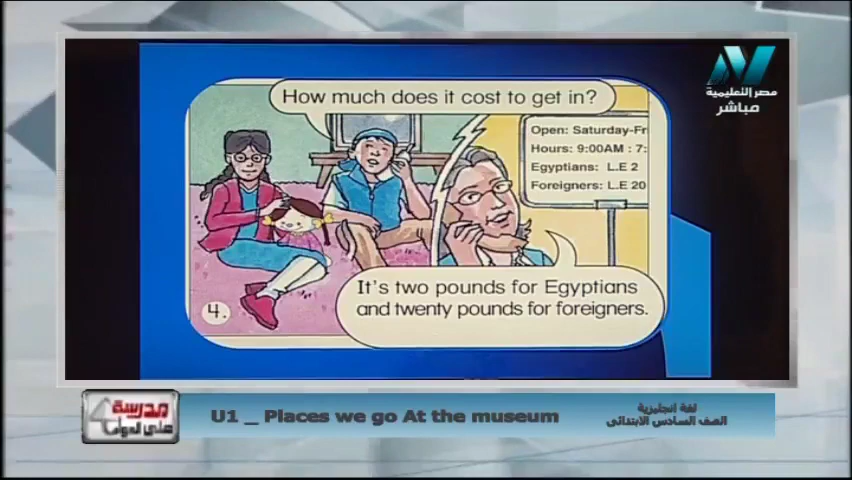 How much does it cost to get in?
Open: Saturday-Fr
Hours: 9:00AM : 7:
Egyptians: L.E 2
Foreigners: L.E 20
It's two pounds for Egyptians
and twenty pounds for foreigners.
4.
مصر التعليمية
مباشر
مدرسة
على الهواء
U1 _ Places we go At the museum
لغة انجليزية
الصف السادس الابتدائى